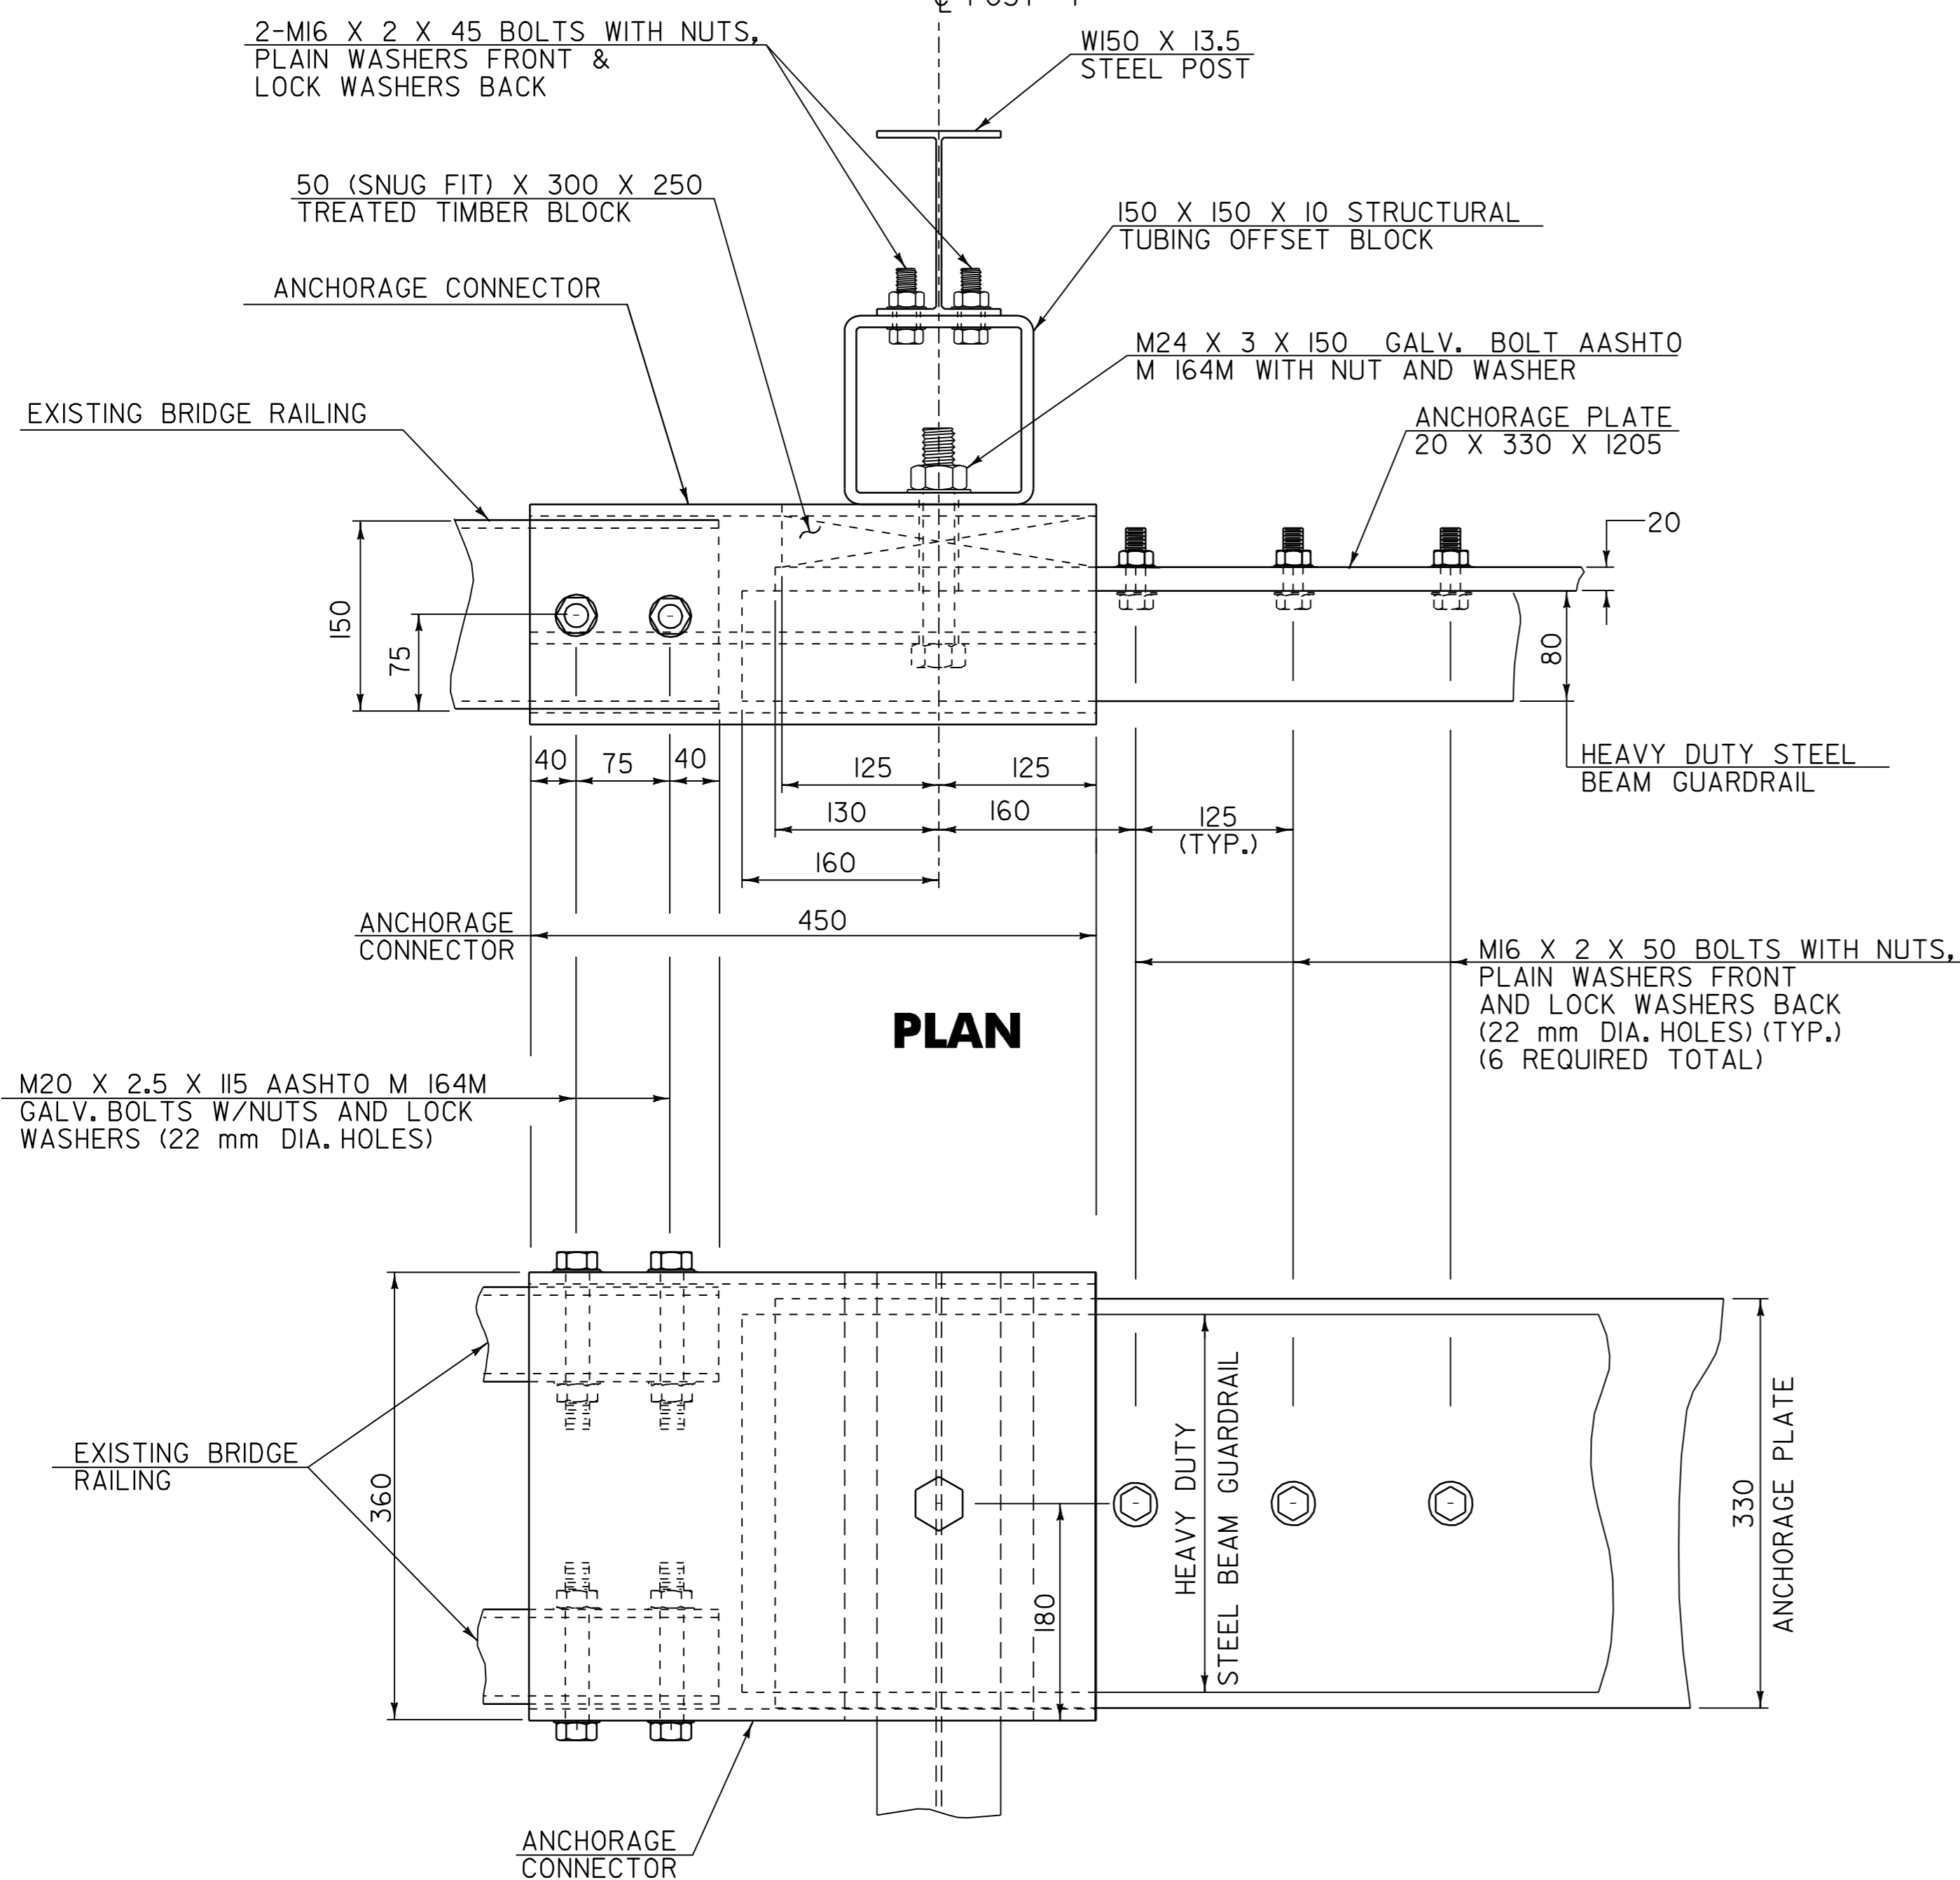 ℄ POST 1
2-M16 X 2 X 45 BOLTS WITH NUTS,
PLAIN WASHERS FRONT &
LOCK WASHERS BACK
W150 X 13.5
STEEL POST
50 (SNUG FIT) X 300 X 250
TREATED TIMBER BLOCK
150 X 150 X 10 STRUCTURAL
TUBING OFFSET BLOCK
ANCHORAGE CONNECTOR
M24 X 3 X 150 GALV. BOLT AASHTO
M 164M WITH NUT AND WASHER
EXISTING BRIDGE RAILING
ANCHORAGE PLATE
20 X 330 X 1205
20
150
75
80
40
75
40
125
125
HEAVY DUTY STEEL
BEAM GUARDRAIL
130
160
125
(TYP.)
160
ANCHORAGE
CONNECTOR
450
M16 X 2 X 50 BOLTS WITH NUTS,
PLAIN WASHERS FRONT
AND LOCK WASHERS BACK
(22 mm DIA. HOLES) (TYP.)
(6 REQUIRED TOTAL)
PLAN
M20 X 2.5 X 115 AASHTO M 164M
GALV. BOLTS W/NUTS AND LOCK
WASHERS (22 mm DIA. HOLES)
EXISTING BRIDGE
RAILING
360
180
HEAVY DUTY
STEEL BEAM GUARDRAIL
330
ANCHORAGE PLATE
ANCHORAGE
CONNECTOR